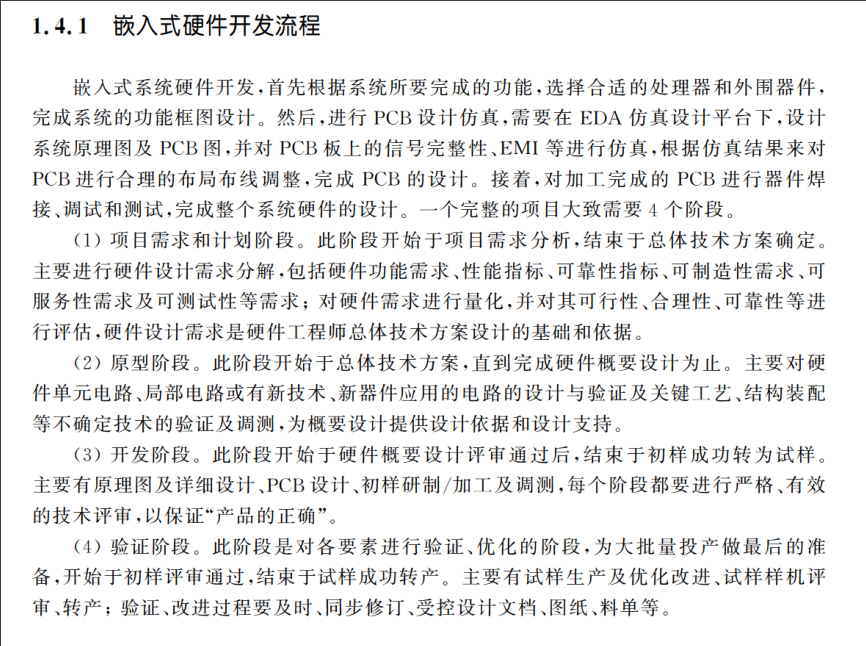 1.4.1 嵌入式硬件开发流程
嵌入式系统硬件开发,首先根据系统所要完成的功能,选择合适的处理器和外围器件,
完成系统的功能框图设计。然后,进行 PCB 设计仿真,需要在 EDA 仿真设计平台下,设计
系统原理图及 PCB 图,并对 PCB 板上的信号完整性、EMI 等进行仿真,根据仿真结果来对
PCB 进行合理的布局布线调整,完成 PCB 的设计。接着,对加工完成的 PCB 进行器件焊
接、调试和测试,完成整个系统硬件的设计。一个完整的项目大致需要 4 个阶段。
(1) 项目需求和计划阶段。此阶段开始于项目需求分析,结束于总体技术方案确定。
主要进行硬件设计需求分解,包括硬件功能需求、性能指标、可靠性指标、可制造性需求、可
服务性需求及可测试性等需求; 对硬件需求进行量化,并对其可行性、合理性、可靠性等进
行评估,硬件设计需求是硬件工程师总体技术方案设计的基础和依据。
(2) 原型阶段。此阶段开始于总体技术方案,直到完成硬件概要设计为止。主要对硬
件单元电路、局部电路或有新技术、新器件应用的电路的设计与验证及关键工艺、结构装配
等不确定技术的验证及调测,为概要设计提供设计依据和设计支持。
(3) 开发阶段。此阶段开始于硬件概要设计评审通过后,结束于初样成功转为试样。
主要有原理图及详细设计、PCB 设计、初样研制/加工及调测,每个阶段都要进行严格、有效
的技术评审,以保证“产品的正确”。
(4) 验证阶段。此阶段是对各要素进行验证、优化的阶段,为大批量投产做最后的准
备,开始于初样评审通过,结束于试样成功转产。主要有试样生产及优化改进、试样样机评
审、转产; 验证、改进过程要及时、同步修订、受控设计文档、图纸、料单等。